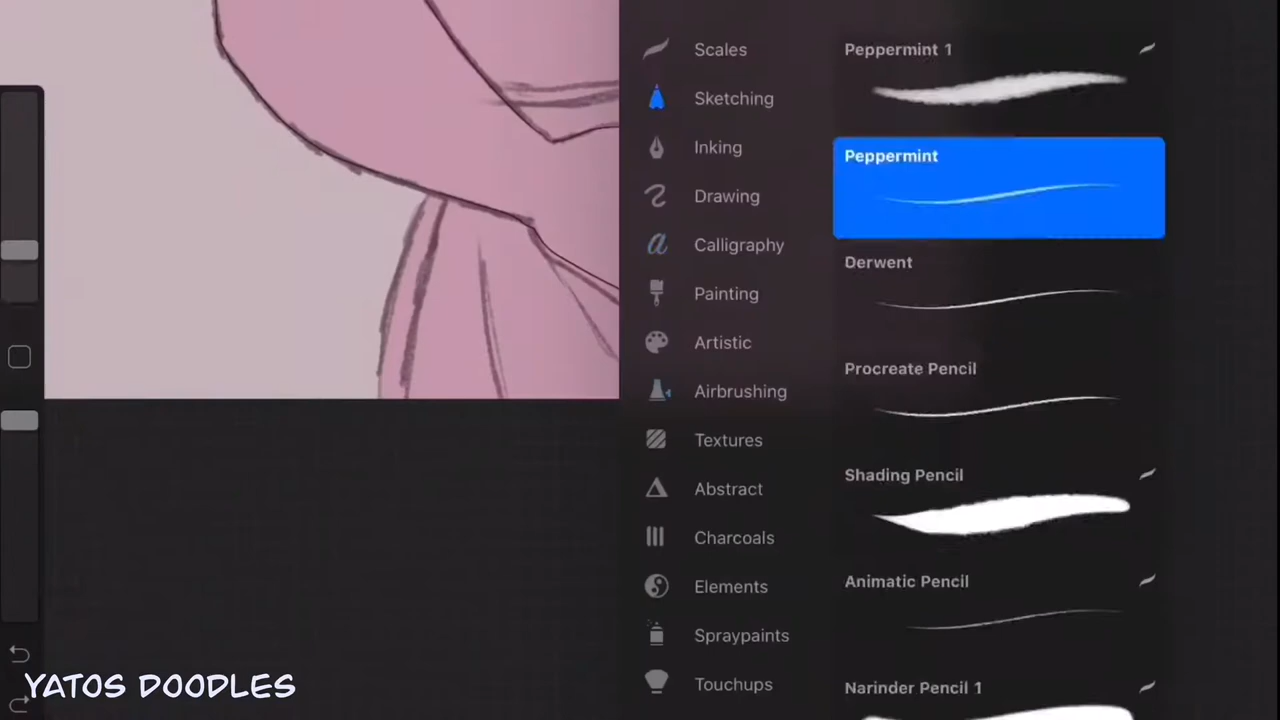 Scales
Sketching
Inking
Drawing
Calligraphy
Painting
Artistic
Airbrushing
Textures
Abstract
Charcoals
Elements
Spraypaints
Touchups
Peppermint 1
Peppermint
Derwent
Procreate Pencil
Shading Pencil
Animatic Pencil
Narinder Pencil 1
YATOS DOODLES